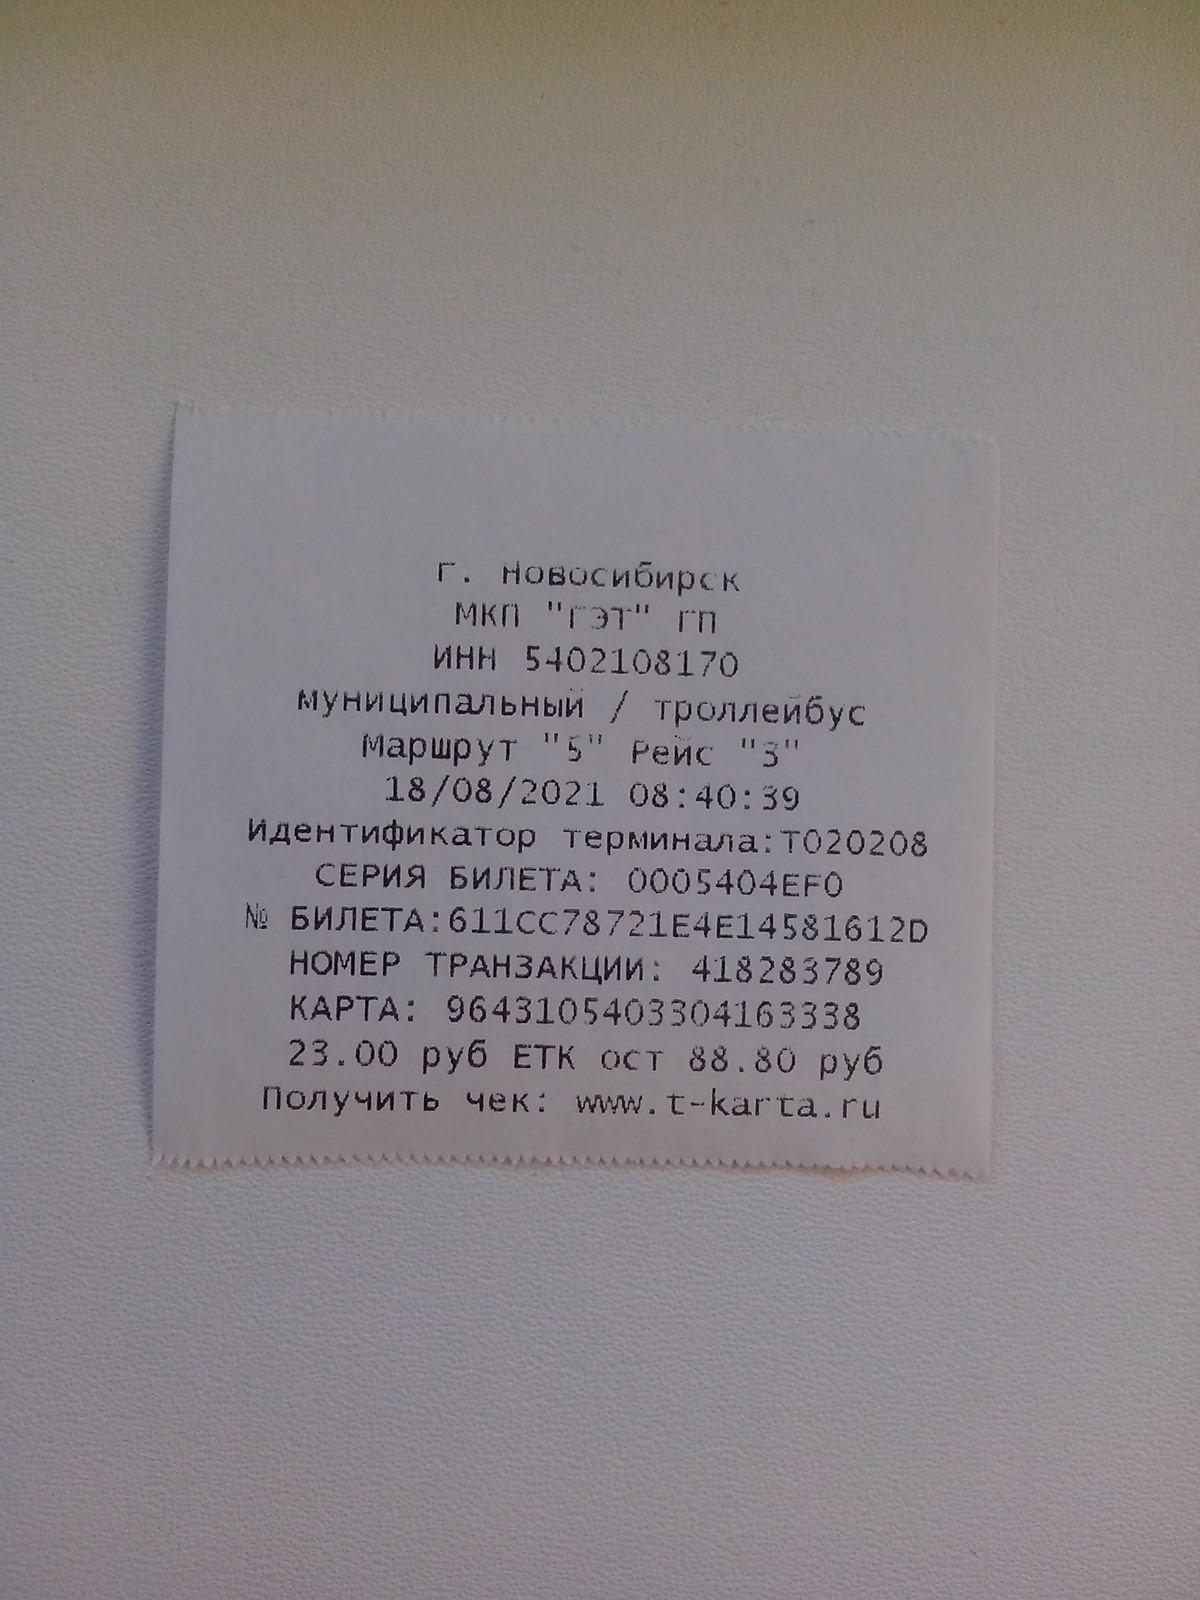 г. Новосибирск
МКП "ГЭТ" ГП
ИНН 5402108170
муниципальный / троллейбус
Маршрут "5" Рейс "3"
18/08/2021 08:40:39
Идентификатор терминала:T020208
СЕРИЯ БИЛЕТА: 0005404EF0
№ БИЛЕТА:611CC78721E4E14581612D
НОМЕР ТРАНЗАКЦИИ: 418283789
КАРТА: 9643105403304163338
23.00 руб ЕТК ост 88.80 руб
Получить чек: www.t-karta.ru